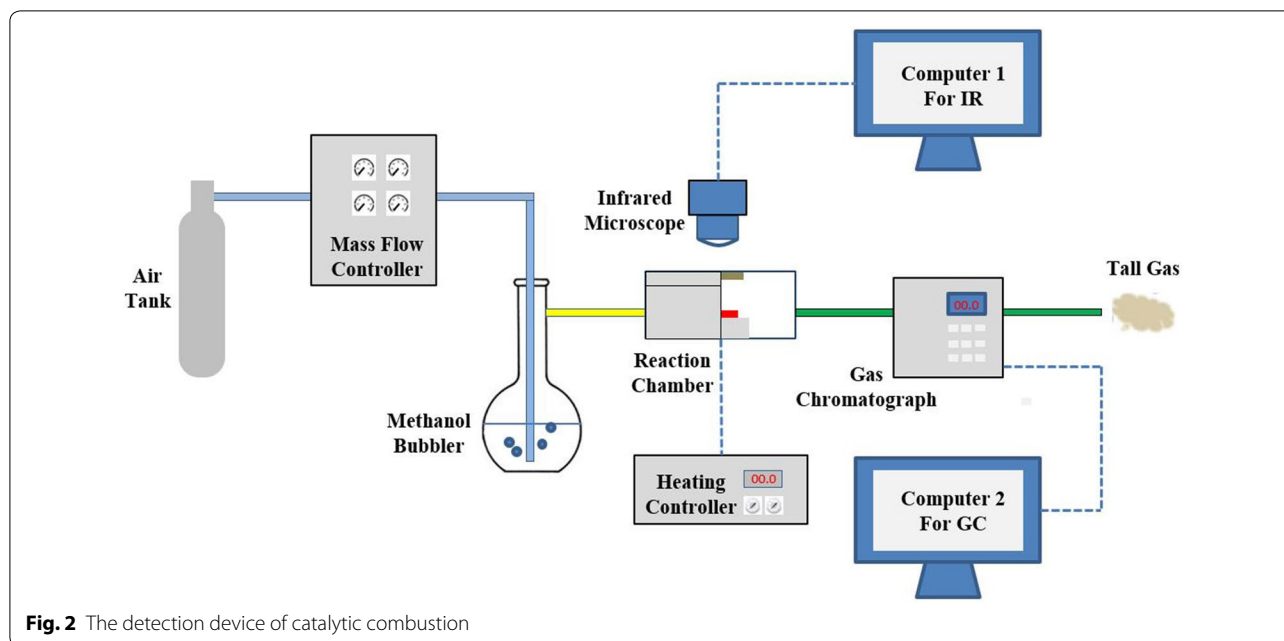 Computer 1
For IR
Infrared
Microscope
Mass Flow
Controller
Air
Tank
Tall Gas
00.0
Reaction
Chamber
Gas
Chromatograph
Methanol
Bubbler
Heating
Controller
00.0
Computer 2
For GC
Fig. 2 The detection device of catalytic combustion